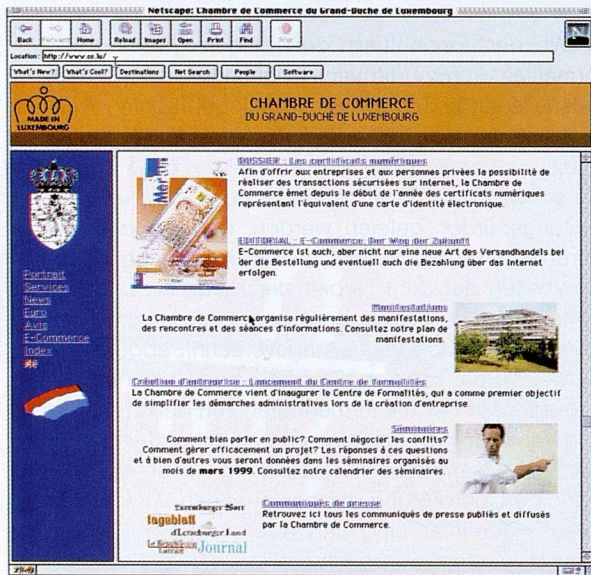 Netscape: Chambre de Commerce du Grand-Duche de Luxembourg
Back Forward Home Reload Images Open Print Find Stop
Location: http://www.cc.lu/
What's New? What's Cool? Destinations Net Search People Software
MADE IN
LUXEMBOURG
CHAMBRE DE COMMERCE
DU GRAND-DUCHÉ DE LUXEMBOURG
Portrait
Services
News
Euro
Avis
E-Commerce
Index
Merkur
DOSSIER : Les certificats numériques
Afin d'offrir aux entreprises et aux personnes privées la possibilité de
réaliser des transactions sécurisées sur internet, la Chambre de
Commerce émet depuis le début de l'année des certificats numériques
représentant l'équivalent d'une carte d'identité électronique.
EDITORIAL : E-Commerce: Der Weg der Zukunft
E-Commerce ist auch, aber nicht nur eine neue Art des Versandhandels bei
der die Bestellung und eventuell auch die Bezahlung über das Internet
erfolgen.
Manifestations
La Chambre de Commerce organise régulièrement des manifestations,
des rencontres et des séances d'informations. Consultez notre plan de
manifestations.
Création d'entreprise : Lancement du Centre de formalités
La Chambre de Commerce vient d'inaugurer le Centre de Formalités, qui a comme premier objectif
de simplifier les démarches administratives lors de la création d'entreprise.
Séminaires
Comment bien parler en public? Comment négocier les conflits?
Comment gérer efficacement un projet? Les réponses à ces questions
et à bien d'autres vous seront données dans les séminaires organisés au
mois de mars 1999. Consultez notre calendrier des séminaires.
Luxemburger Wort
tageblatt
d'Letzeburger Land
Le Républicain
Lorrain
Journal
Communiqués de presse
Retrouvez ici tous les communiqués de presse publiés et diffusés
par la Chambre de Commerce.